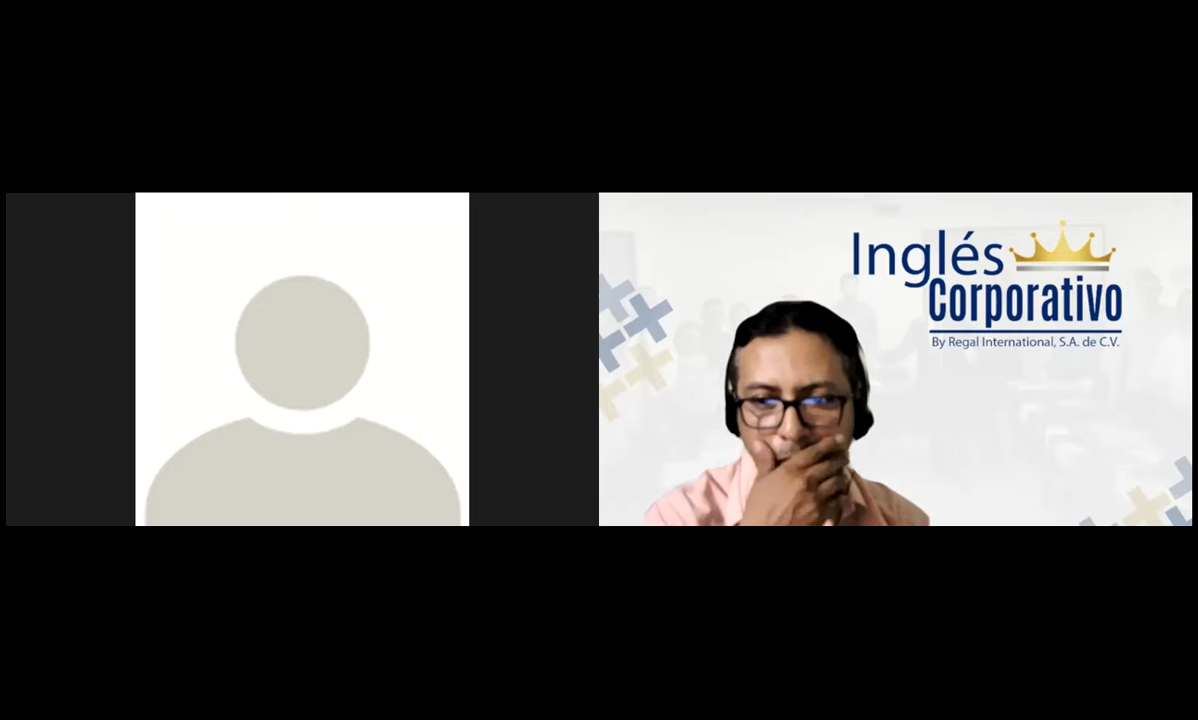 Inglés
Corporativo
By Regal International, S.A. de C.V.